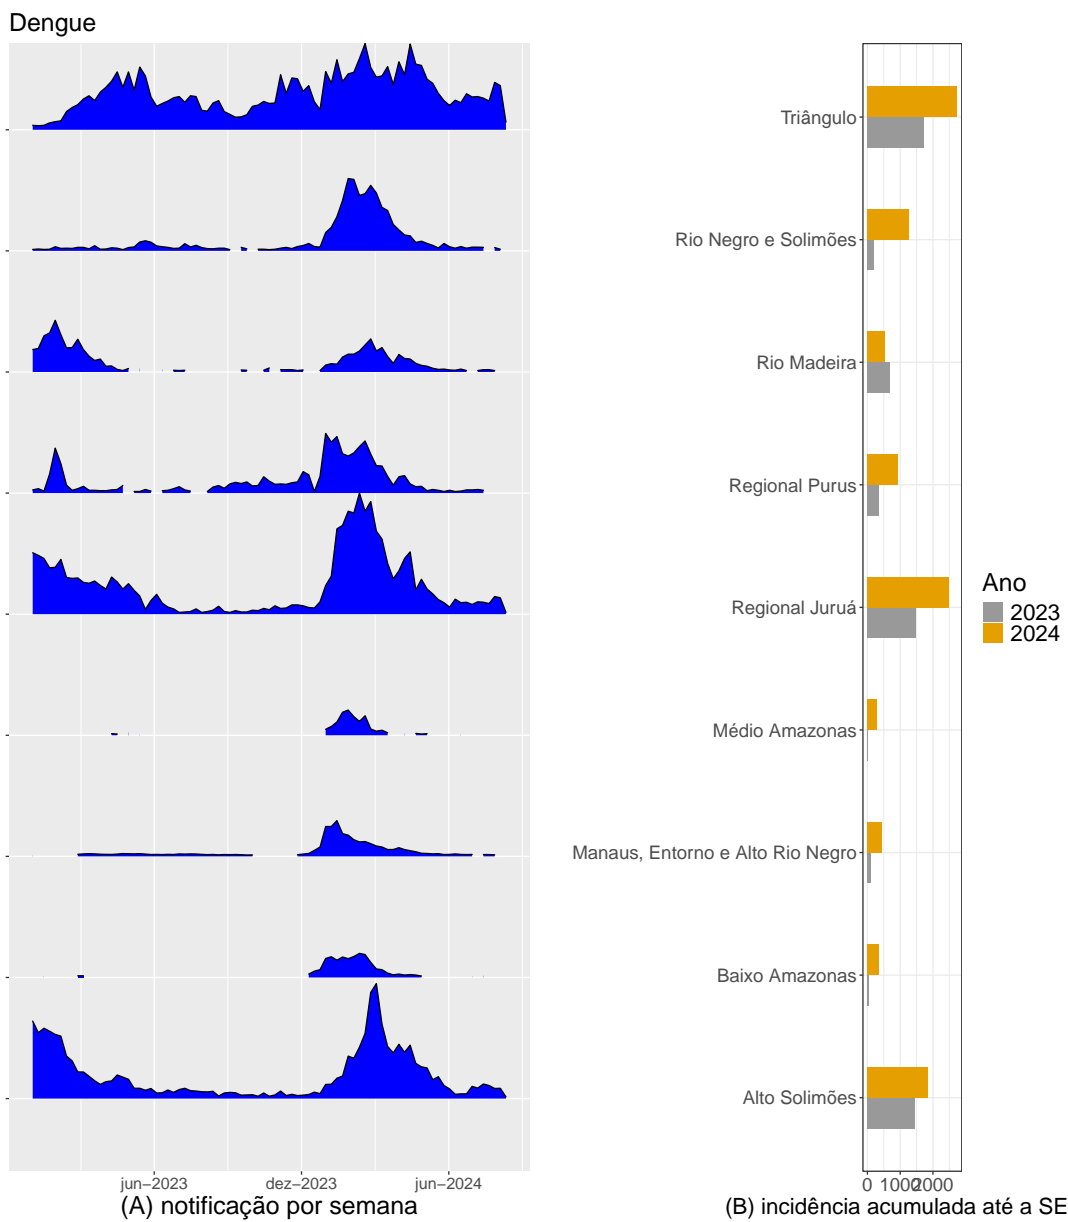 Dengue
Triângulo
Rio Negro e Solimões
Rio Madeira
Regional Purus
Regional Juruá
Médio Amazonas
Manaus, Entorno e Alto Rio Negro
Baixo Amazonas
Alto Solimões
Ano
2023
2024
jun–2023 dez–2023 jun–2024
0 1000 2000
(A) notificação por semana
(B) incidência acumulada até a SE